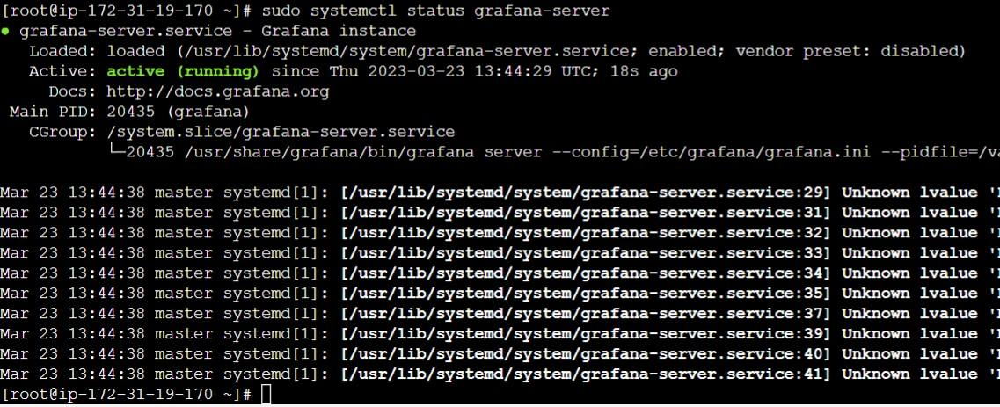 [root@ip-172-31-19-170 ~]# sudo systemctl status grafana-server
● grafana-server.service - Grafana instance
   Loaded: loaded (/usr/lib/systemd/system/grafana-server.service; enabled; vendor preset: disabled)
   Active: active (running) since Thu 2023-03-23 13:44:29 UTC; 18s ago
     Docs: http://docs.grafana.org
 Main PID: 20435 (grafana)
   CGroup: /system.slice/grafana-server.service
           └─20435 /usr/share/grafana/bin/grafana server --config=/etc/grafana/grafana.ini --pidfile=/va
Mar 23 13:44:38 master systemd[1]: [/usr/lib/systemd/system/grafana-server.service:29] Unknown lvalue '
Mar 23 13:44:38 master systemd[1]: [/usr/lib/systemd/system/grafana-server.service:31] Unknown lvalue '
Mar 23 13:44:38 master systemd[1]: [/usr/lib/systemd/system/grafana-server.service:32] Unknown lvalue '
Mar 23 13:44:38 master systemd[1]: [/usr/lib/systemd/system/grafana-server.service:33] Unknown lvalue '
Mar 23 13:44:38 master systemd[1]: [/usr/lib/systemd/system/grafana-server.service:34] Unknown lvalue '
Mar 23 13:44:38 master systemd[1]: [/usr/lib/systemd/system/grafana-server.service:35] Unknown lvalue '
Mar 23 13:44:38 master systemd[1]: [/usr/lib/systemd/system/grafana-server.service:37] Unknown lvalue '
Mar 23 13:44:38 master systemd[1]: [/usr/lib/systemd/system/grafana-server.service:39] Unknown lvalue '
Mar 23 13:44:38 master systemd[1]: [/usr/lib/systemd/system/grafana-server.service:40] Unknown lvalue '
Mar 23 13:44:38 master systemd[1]: [/usr/lib/systemd/system/grafana-server.service:41] Unknown lvalue '
[root@ip-172-31-19-170 ~]#